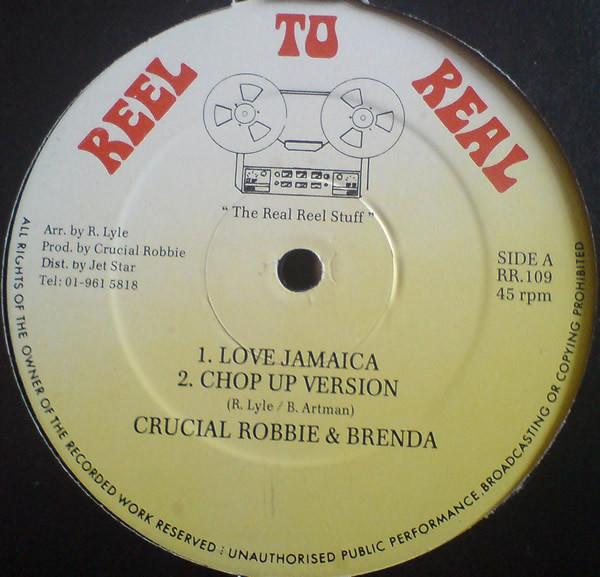 REEL TO REAL
" The Real Reel Stuff "
Arr. by R. Lyle
Prod. by Crucial Robbie
Dist. by Jet Star
Tel: 01-961 5818
SIDE A
RR.109
45 rpm
1. LOVE JAMAICA
2. CHOP UP VERSION
(R. Lyle / B. Artman)
CRUCIAL ROBBIE & BRENDA
ALL RIGHTS OF THE OWNER OF THE RECORDED WORK RESERVED : UNAUTHORISED PUBLIC PERFORMANCE, BROADCASTING OR COPYING PROHIBITED